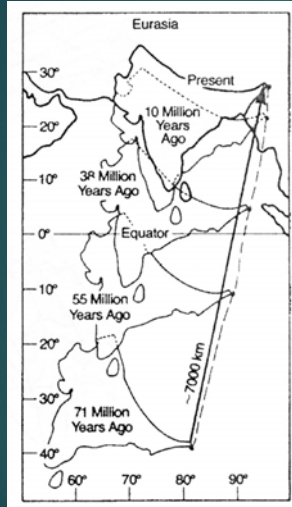 Eurasia
30°
Present
20°
10 Million
Years Ago
10°
38 Million
Years Ago
0°
Equator
10°
55 Million
Years Ago
20°
~7000 km
30°
71 Million
Years Ago
40°
60°
70°
80°
90°